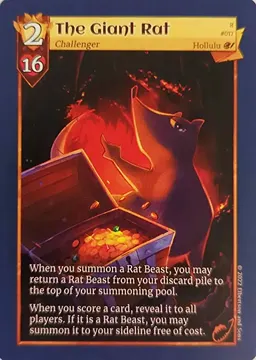 2
The Giant Rat
R
Challenger
Hollulu
16
When you summon a Rat Beast, you may
return a Rat Beast from your discard pile to
the top of your summoning pool.
When you score a card, reveal it to all
players. If it is a Rat Beast, you may
summon it to your sideline free of cost.